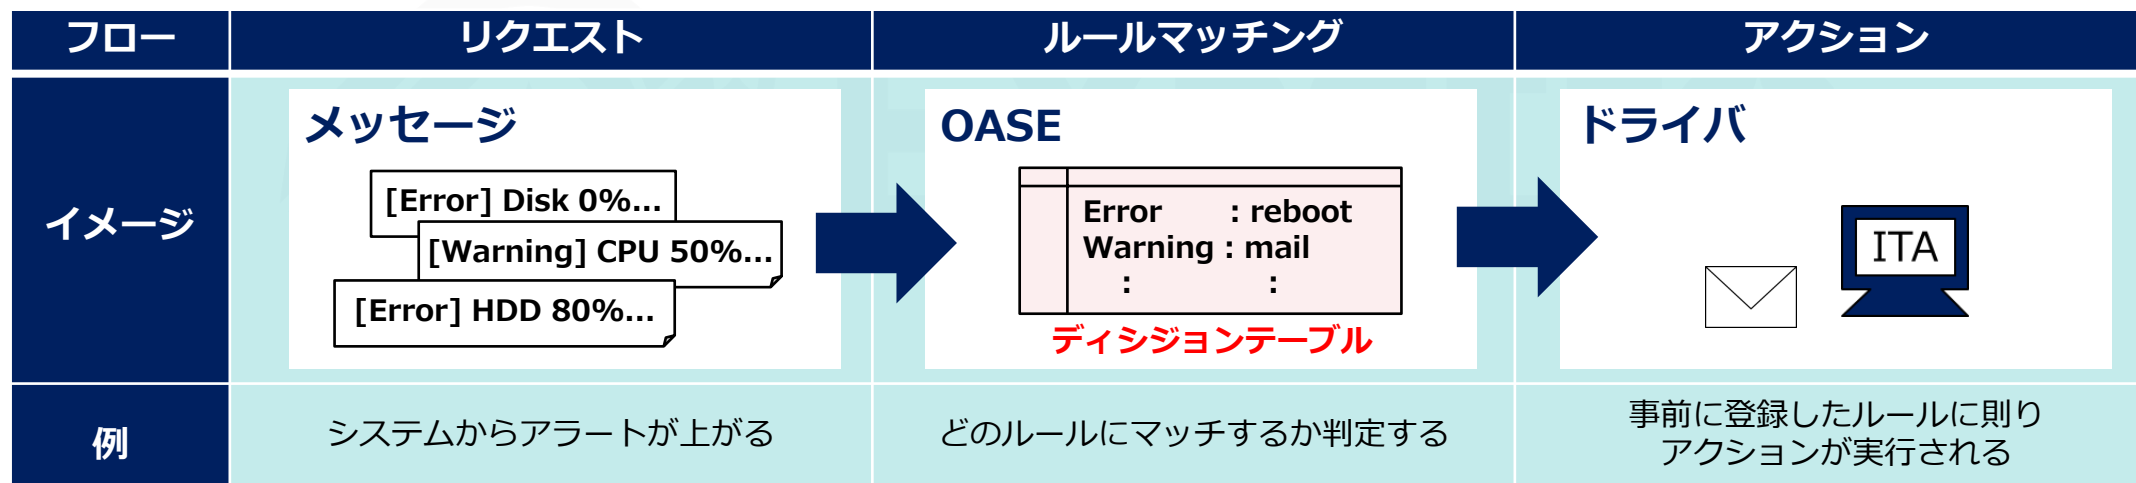 フロー
リクエスト
ルールマッチング
アクション
イメージ
メッセージ
[Error] Disk 0%...
[Warning] CPU 50%...
[Error] HDD 80%...
OASE
Error : reboot
Warning : mail
: :
ディシジョンテーブル
ドライバ
ITA
例
システムからアラートが上がる
どのルールにマッチするか判定する
事前に登録したルールに則り
アクションが実行される